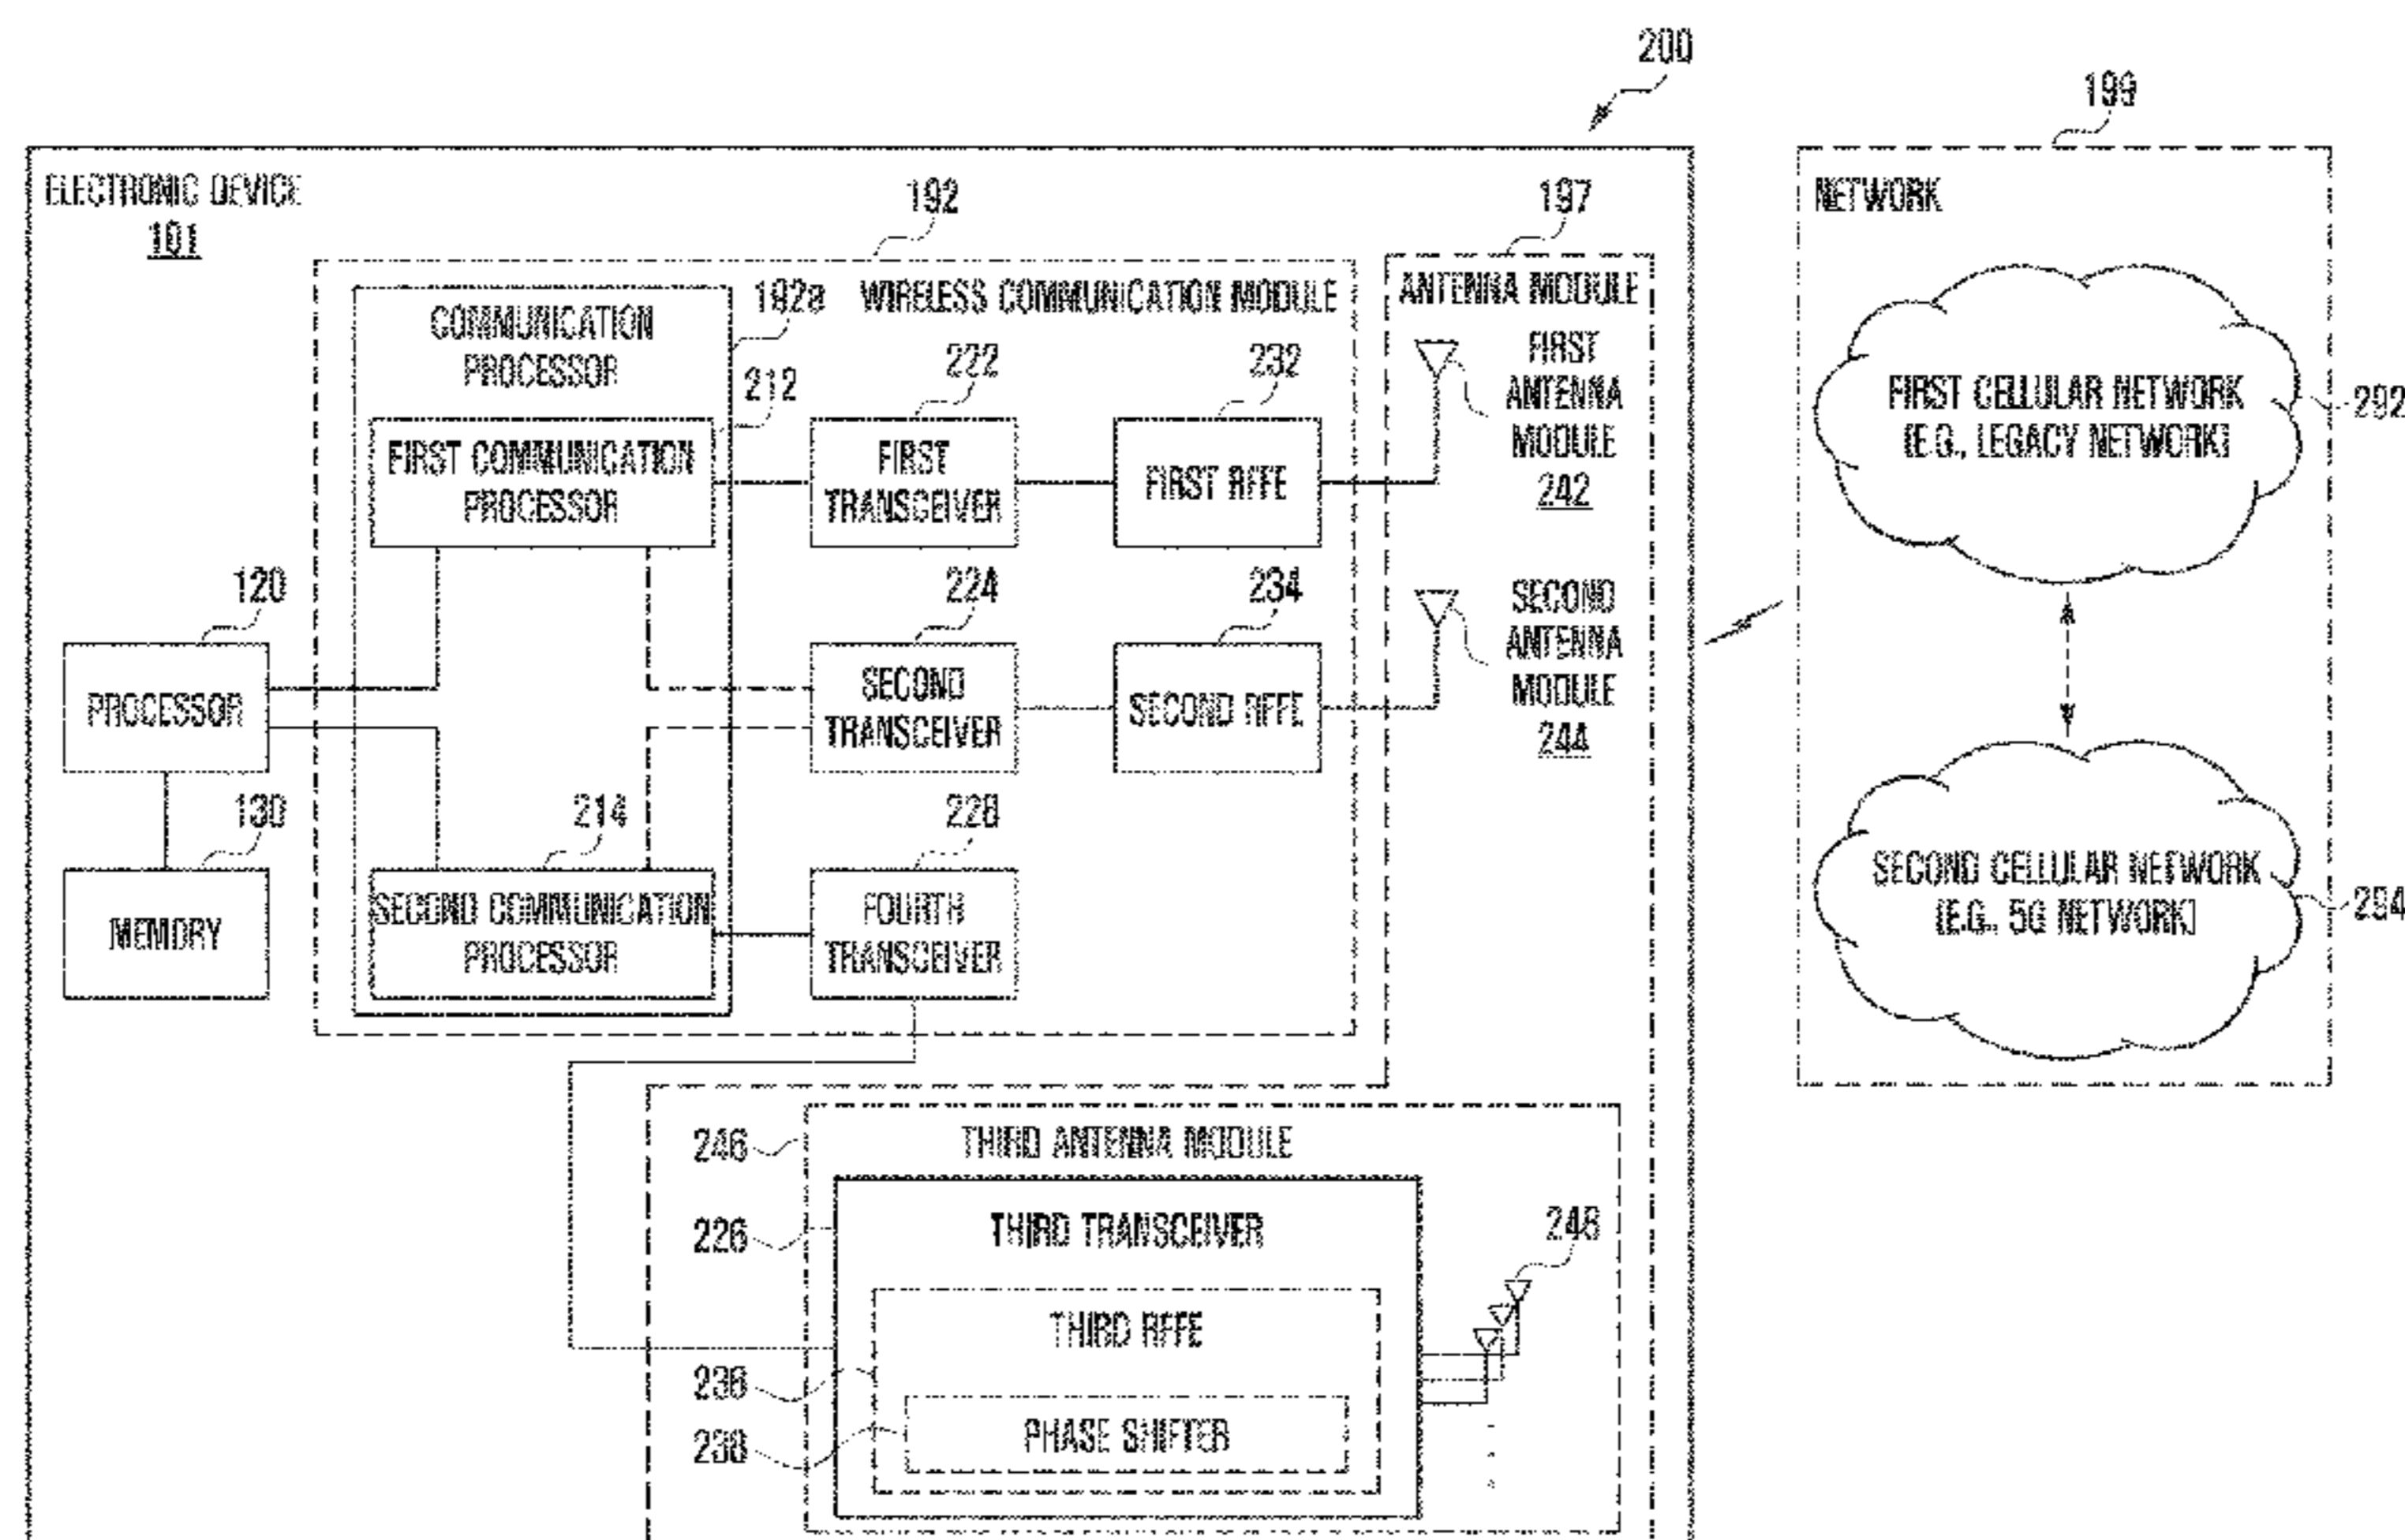 200
199
ELECTRONIC DEVICE
101
192
197
NETWORK
WIRELESS COMMUNICATION MODULE
ANTENNA MODULE
192a
COMMUNICATION
PROCESSOR
212
222
232
FIRST
ANTENNA
MODULE
242
FIRST COMMUNICATION
PROCESSOR
FIRST
TRANSCEIVER
FIRST RFFE
FIRST CELLULAR NETWORK
(E.G., LEGACY NETWORK)
292
120
224
234
SECOND
ANTENNA
MODULE
244
PROCESSOR
SECOND
TRANSCEIVER
SECOND RFFE
130
214
228
MEMORY
SECOND COMMUNICATION
PROCESSOR
FOURTH
TRANSCEIVER
SECOND CELLULAR NETWORK
(E.G., 5G NETWORK)
294
246
THIRD ANTENNA MODULE
226
THIRD TRANSCEIVER
248
THIRD RFFE
236
238
PHASE SHIFTER